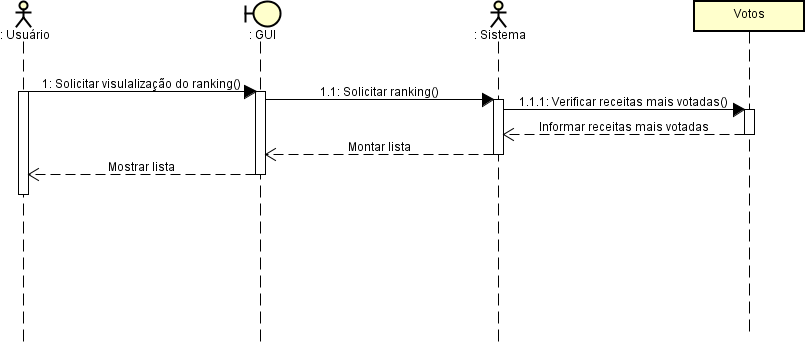 : Usuário
: GUI
: Sistema
Votos
1: Solicitar visulalização do ranking()
1.1: Solicitar ranking()
1.1.1: Verificar receitas mais votadas()
Informar receitas mais votadas
Montar lista
Mostrar lista